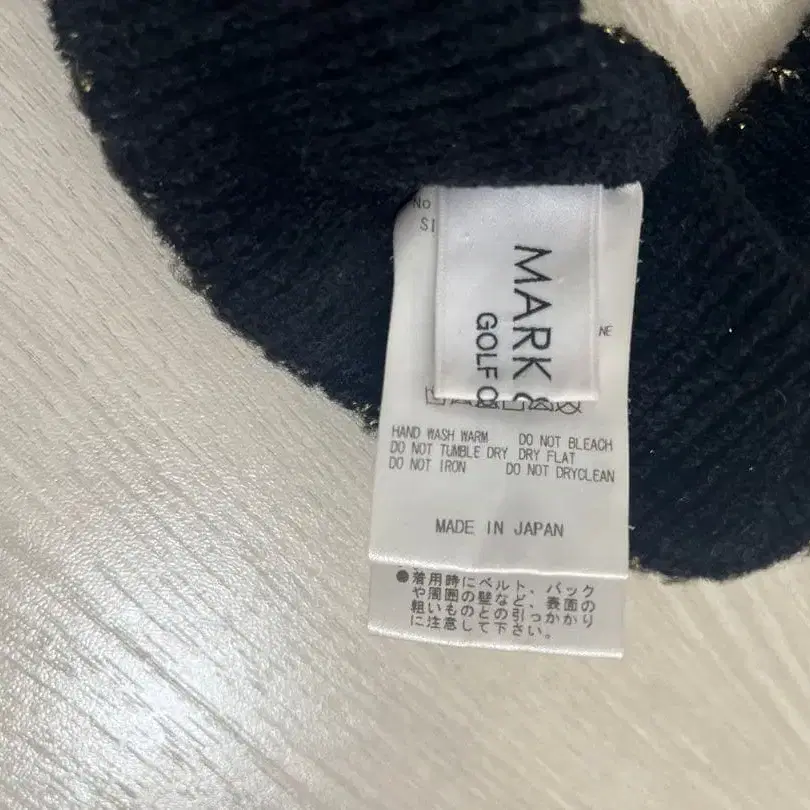 No
SI
MARK &
GOLF O
NE
HAND WASH WARM DO NOT BLEACH
DO NOT TUMBLE DRY DRY FLAT
DO NOT IRON DO NOT DRYCLEAN
MADE IN JAPAN
●着用時にベルト、バック
や周囲の壁など、表面の
粗いものとの引っかかり
に注意して下さい。